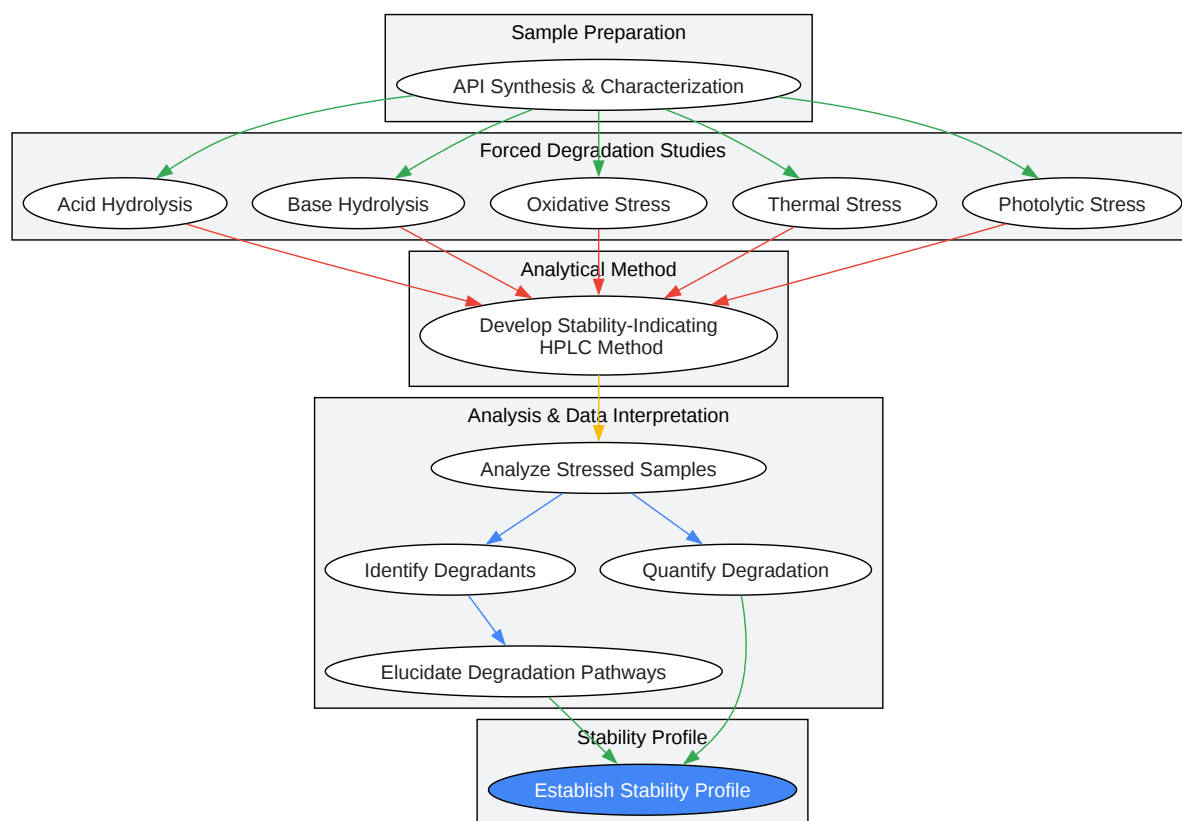 Sample Preparation
API Synthesis & Characterization
Forced Degradation Studies
Acid Hydrolysis
Base Hydrolysis
Oxidative Stress
Thermal Stress
Photolytic Stress
Analytical Method
Develop Stability-Indicating
HPLC Method
Analysis & Data Interpretation
Analyze Stressed Samples
Identify Degradants
Quantify Degradation
Elucidate Degradation Pathways
Stability Profile
Establish Stability Profile